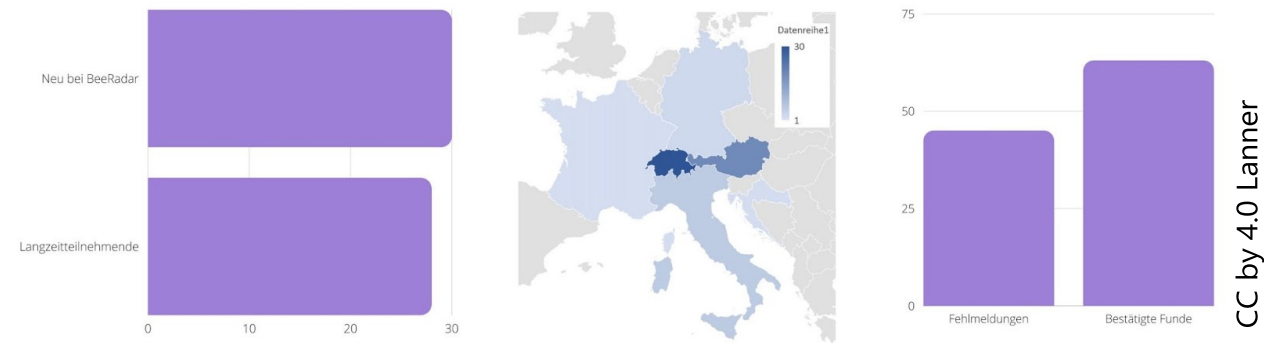 Neu bei BeeRadar
Langzeitteilnehmende
0 10 20 30
Datenreihe1
30
1
75
50
25
0
Fehlmeldungen Bestätigte Funde
CC by 4.0 Lanner